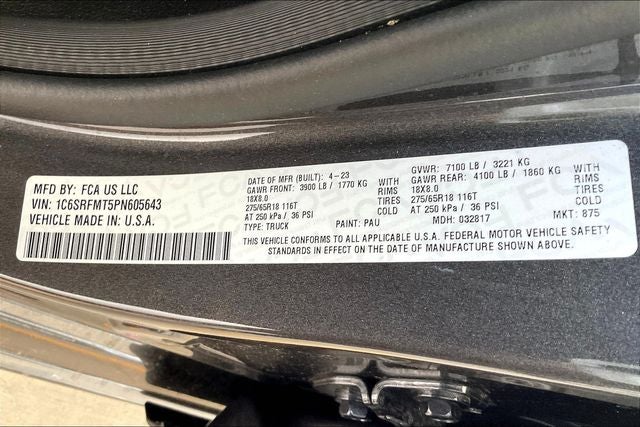 MFD BY: FCA US LLC
VIN: 1C6SRFMT5PN605643
VEHICLE MADE IN: U.S.A.
DATE OF MFR (BUILT): 4-23 GVWR: 7100 LB / 3221 KG
GAWR FRONT: 3900 LB / 1770 KG WITH GAWR REAR: 4100 LB / 1860 KG WITH
18X8.0 RIMS 18X8.0 RIMS
275/65R18 116T TIRES 275/65R18 116T TIRES
AT 250 kPa / 36 PSI COLD AT 250 kPa / 36 PSI COLD
TYPE: TRUCK PAINT: PAU MDH: 032817 MKT: 875
THIS VEHICLE CONFORMS TO ALL APPLICABLE U.S.A. FEDERAL MOTOR VEHICLE SAFETY
STANDARDS IN EFFECT ON THE DATE OF MANUFACTURE SHOWN ABOVE.